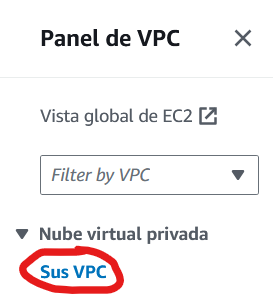 Panel de VPC
Vista global de EC2
Filter by VPC
Nube virtual privada
Sus VPC